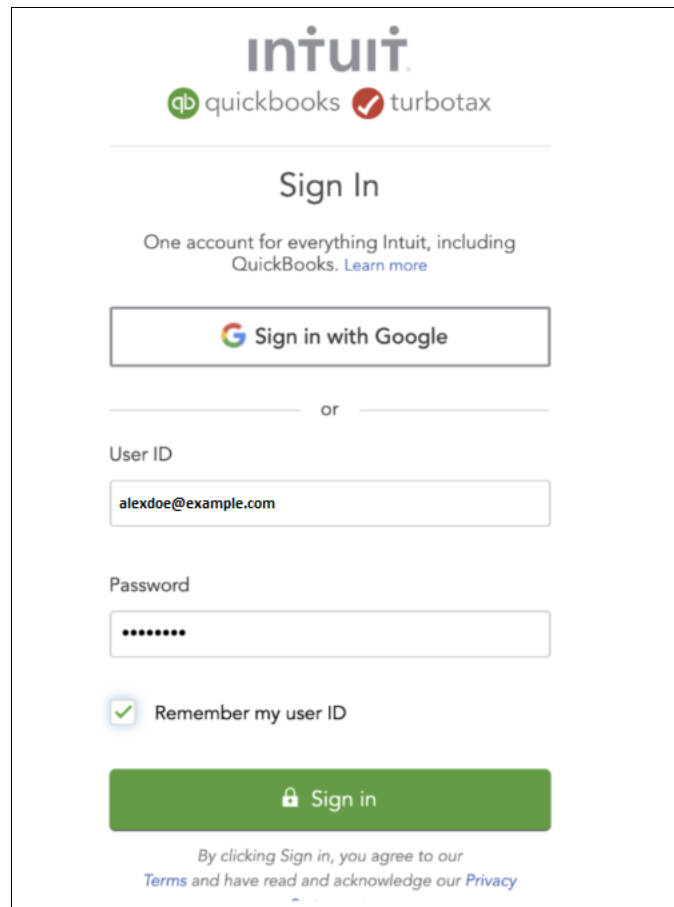 intuit
qb quickbooks turbotax
Sign In
One account for everything Intuit, including
QuickBooks. Learn more
G Sign in with Google
or
User ID
alexdoe@example.com
Password
••••••••
Remember my user ID
Sign in
By clicking Sign in, you agree to our
Terms and have read and acknowledge our Privacy